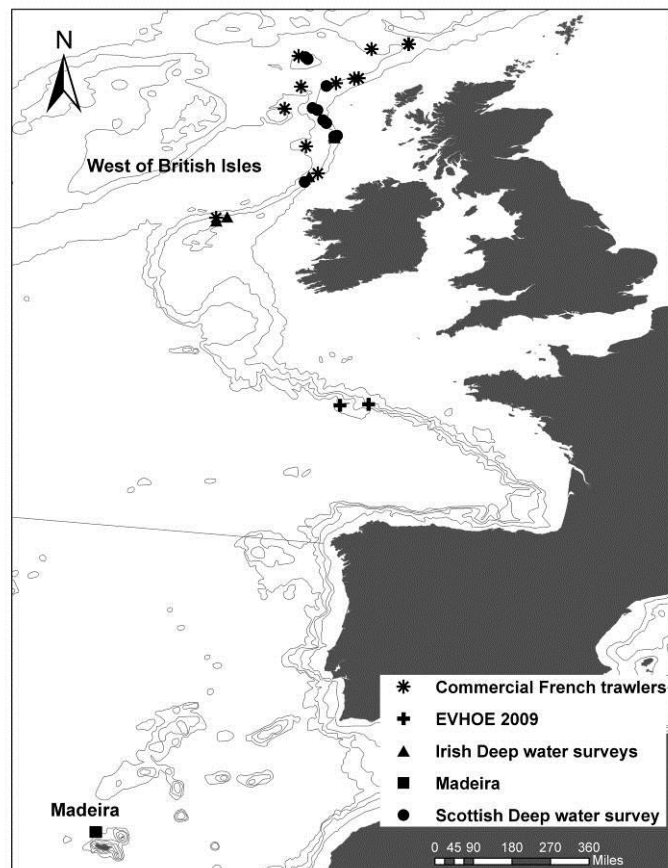 N
West of British Isles
Commercial French trawlers
EVHOE 2009
Irish Deep water surveys
Madeira
Scottish Deep water survey
Madeira
0 45 90 180 270 360
Miles